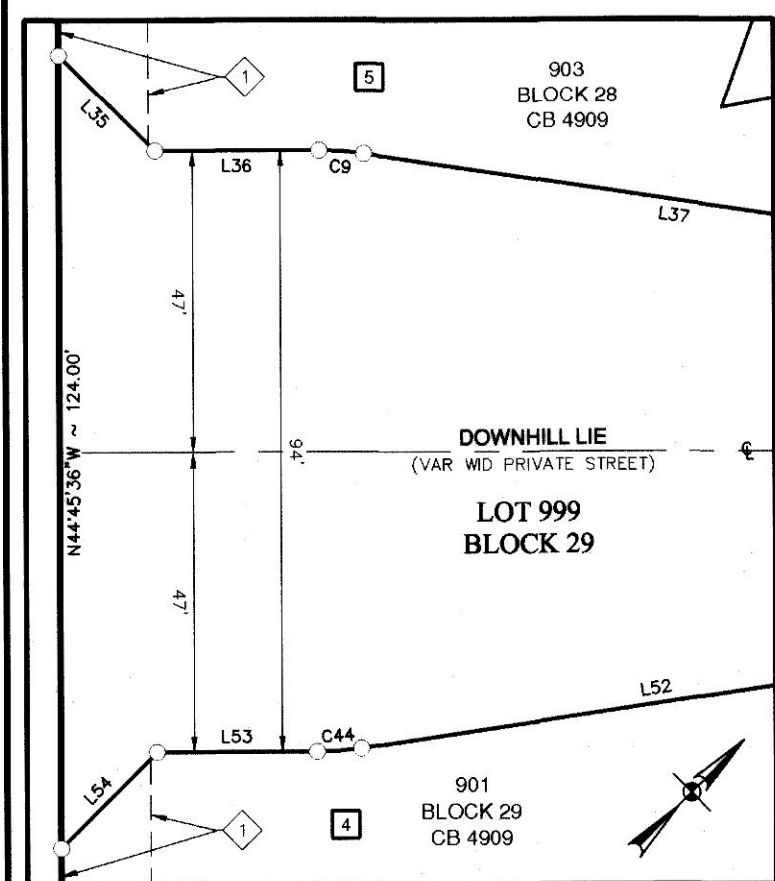 1
5
903
BLOCK 28
CB 4909
L35
L36
C9
L37
47'
N44°45'36"W ~ 124.00'
94'
DOWNHILL LIE
(VAR WID PRIVATE STREET)
℄
LOT 999
BLOCK 29
47'
L52
L53
C44
L54
901
BLOCK 29
CB 4909
1
4